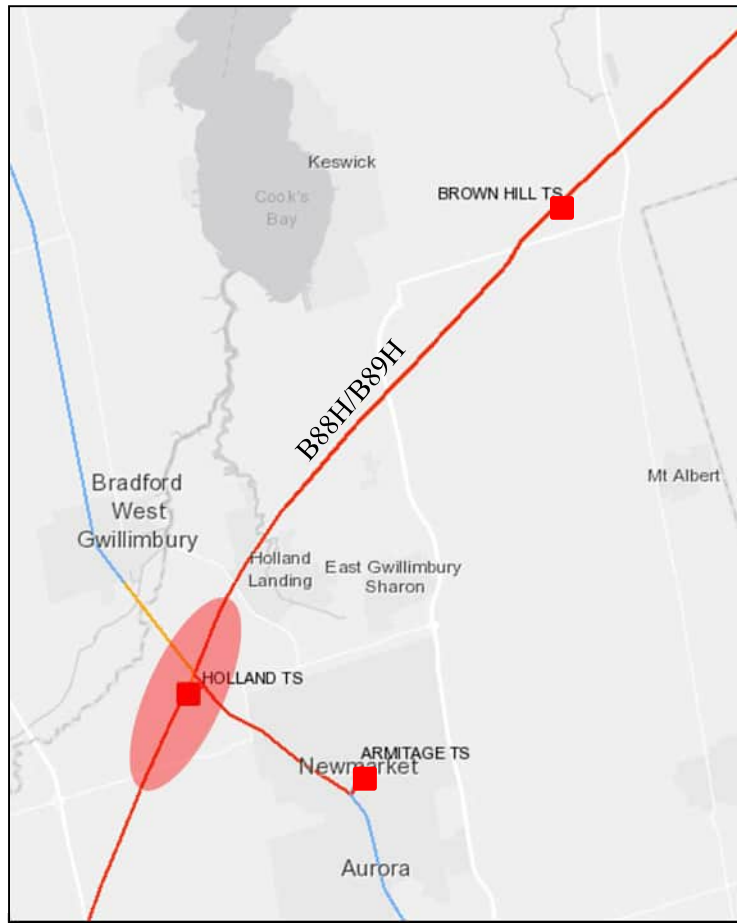 Keswick
BROWN HILL TS
Cook's
Bay
B88H/B89H
Mt Albert
Bradford
West
Gwillimbury
Holland
Landing
East Gwillimbury
Sharon
HOLLAND TS
ARMITAGE TS
Newmarket
Aurora